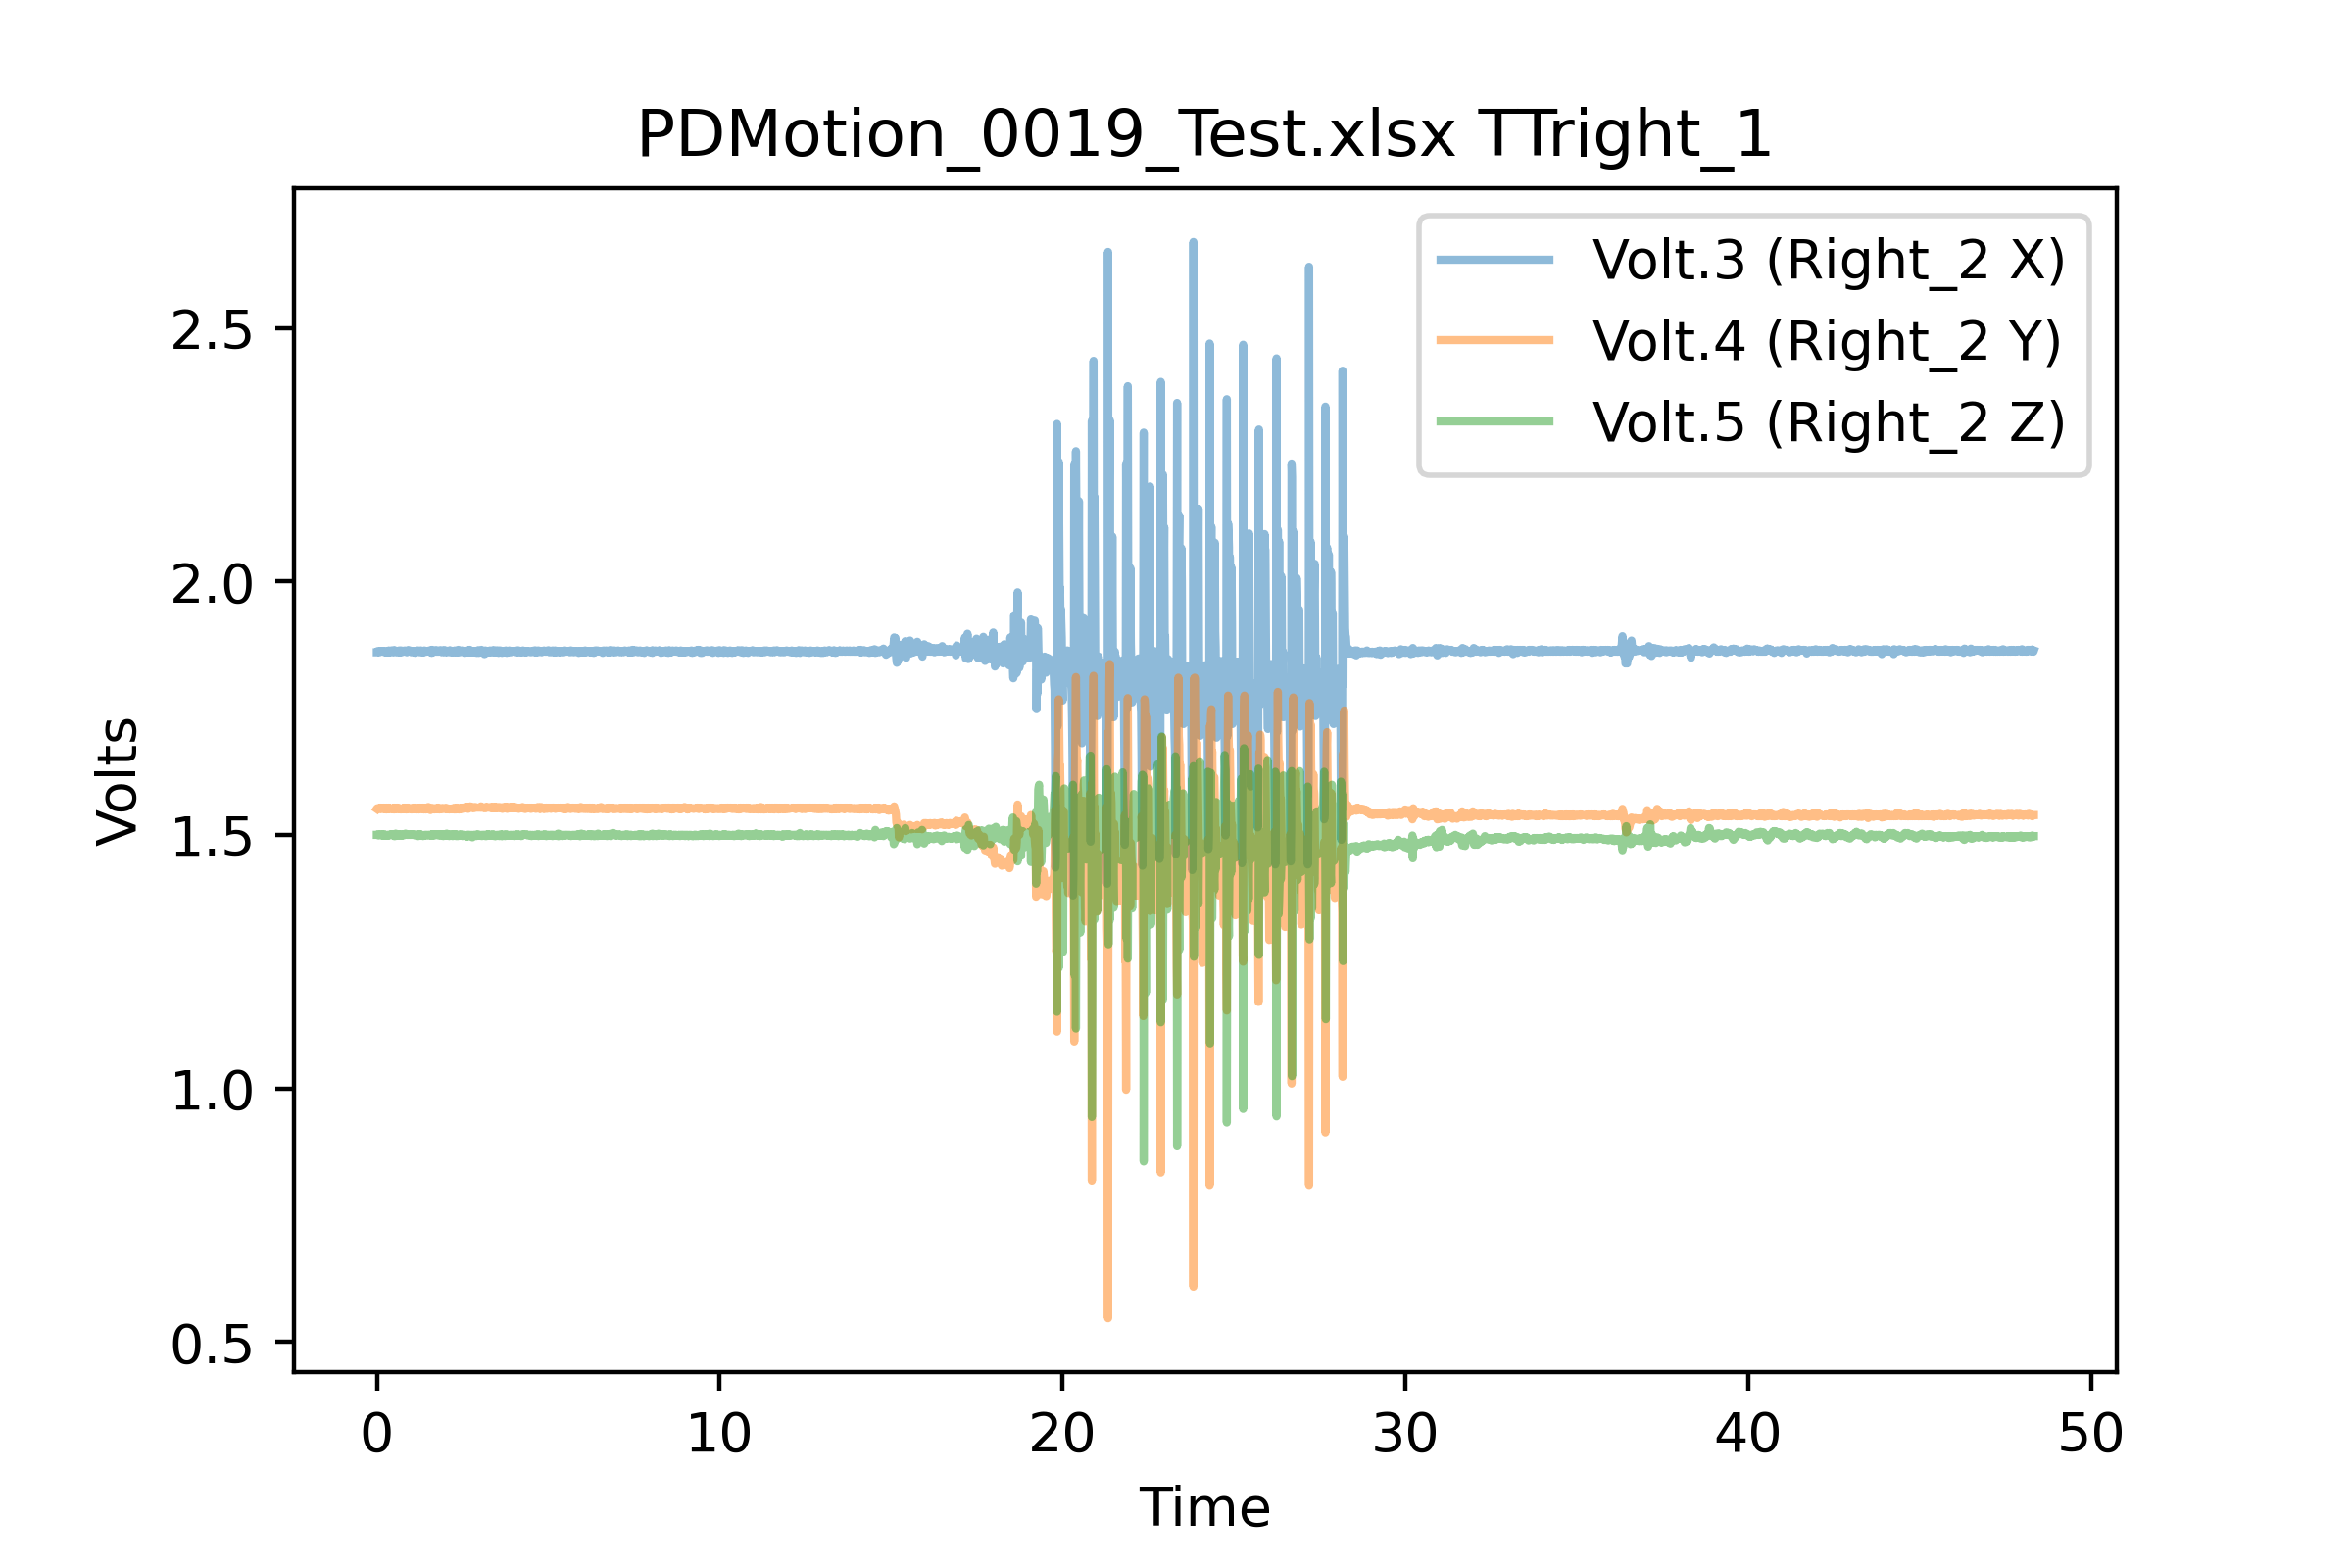 PDMotion_0019_Test.xlsx TTright_1
Volt.3 (Right_2 X)
Volt.4 (Right_2 Y)
Volt.5 (Right_2 Z)
2.5
2.0
1.5
1.0
0.5
Volts
0 10 20 30 40 50
Time